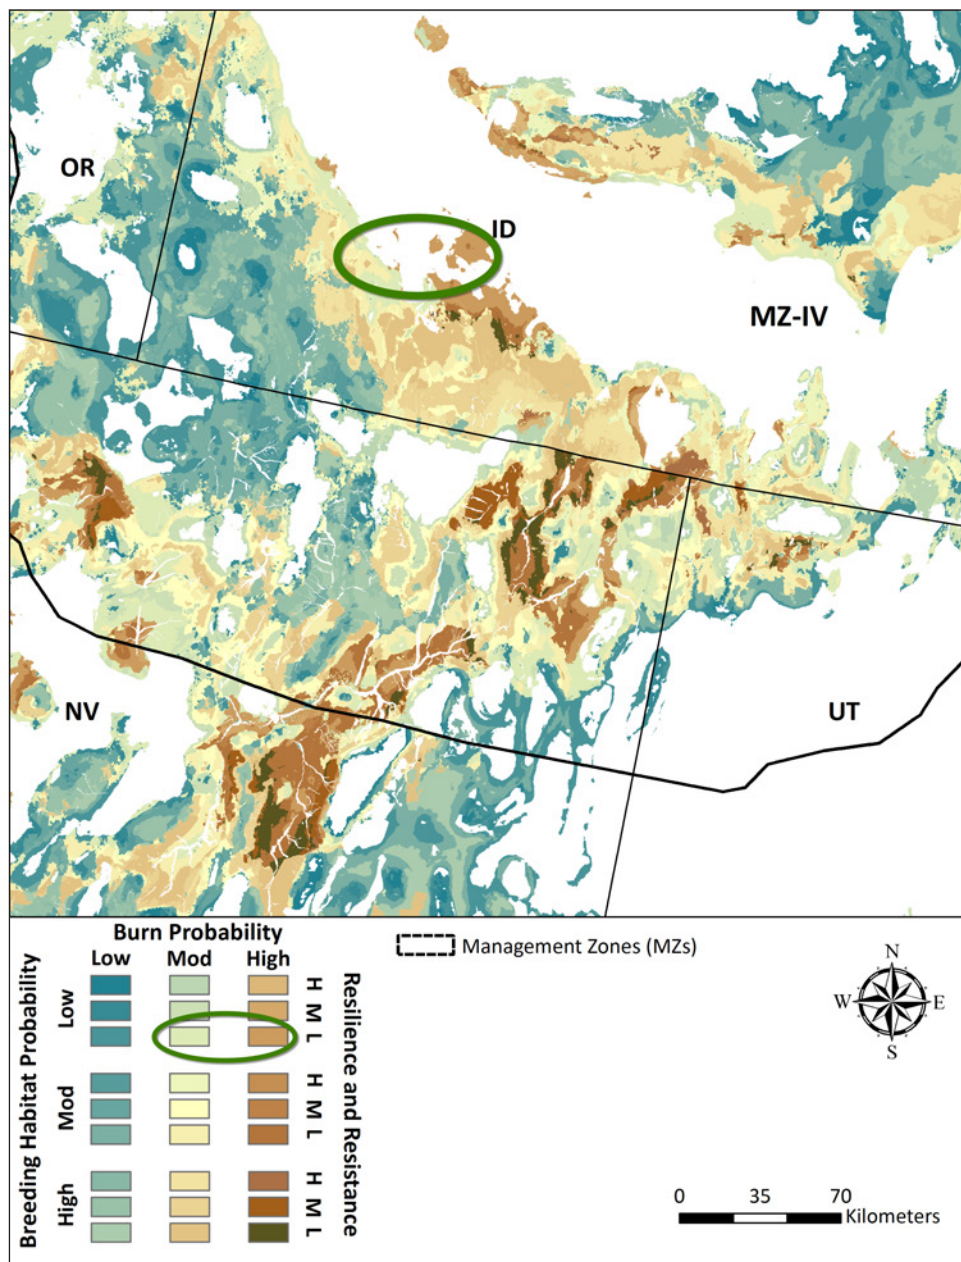 OR
ID
MZ-IV
NV
UT
Burn Probability
Low Mod High
Breeding Habitat Probability
Low
Mod
High
H
M
L
H
M
L
H
M
L
Resilience and Resistance
Management Zones (MZs)
N
W E
S
0 35 70
Kilometers